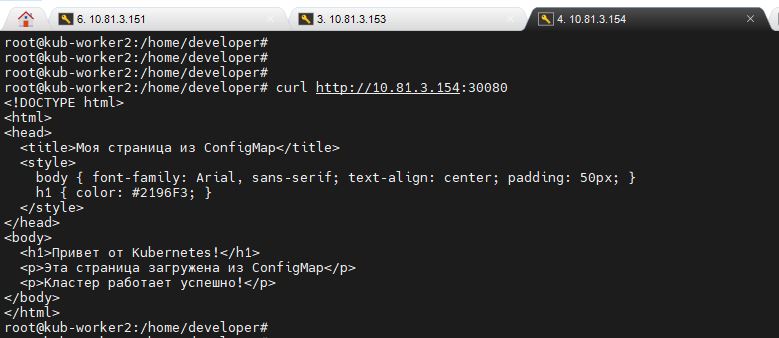 6. 10.81.3.151
3. 10.81.3.153
4. 10.81.3.154
root@kub-worker2:/home/developer#
root@kub-worker2:/home/developer#
root@kub-worker2:/home/developer#
root@kub-worker2:/home/developer# curl http://10.81.3.154:30080
<!DOCTYPE html>
<html>
<head>
  <title>Моя страница из ConfigMap</title>
  <style>
    body { font-family: Arial, sans-serif; text-align: center; padding: 50px; }
    h1 { color: #2196F3; }
  </style>
</head>
<body>
  <h1>Привет от Kubernetes!</h1>
  <p>Эта страница загружена из ConfigMap</p>
  <p>Кластер работает успешно!</p>
</body>
</html>
root@kub-worker2:/home/developer#